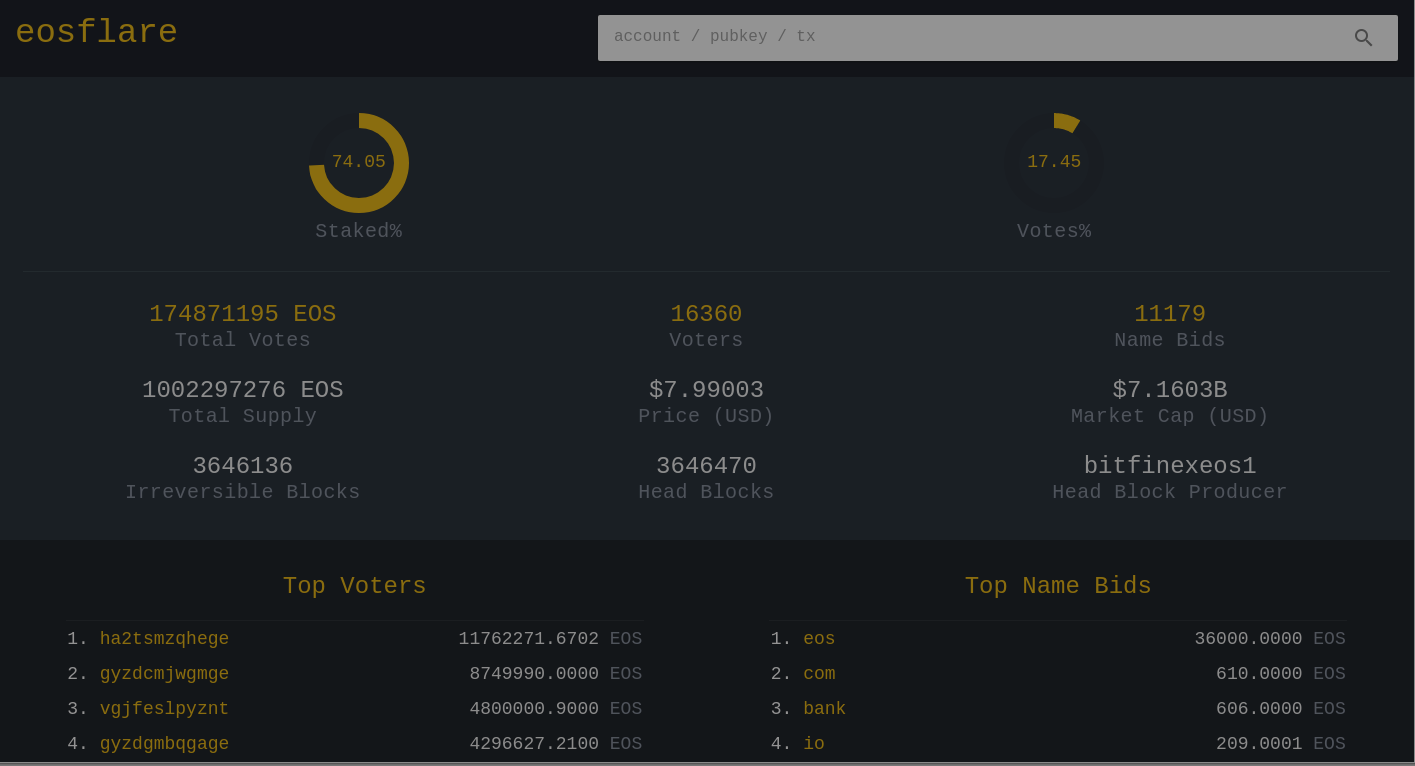 eosflare
account / pubkey / tx
74.05
Staked%
17.45
Votes%
174871195 EOS
Total Votes
16360
Voters
11179
Name Bids
1002297276 EOS
Total Supply
$7.99003
Price (USD)
$7.1603B
Market Cap (USD)
3646136
Irreversible Blocks
3646470
Head Blocks
bitfinexeos1
Head Block Producer
Top Voters
1. ha2tsmzqhege 11762271.6702 EOS
2. gyzdcmjwgmge 8749990.0000 EOS
3. vgjfeslpyznt 4800000.9000 EOS
4. gyzdgmbqgage 4296627.2100 EOS
Top Name Bids
1. eos 36000.0000 EOS
2. com 610.0000 EOS
3. bank 606.0000 EOS
4. io 209.0001 EOS